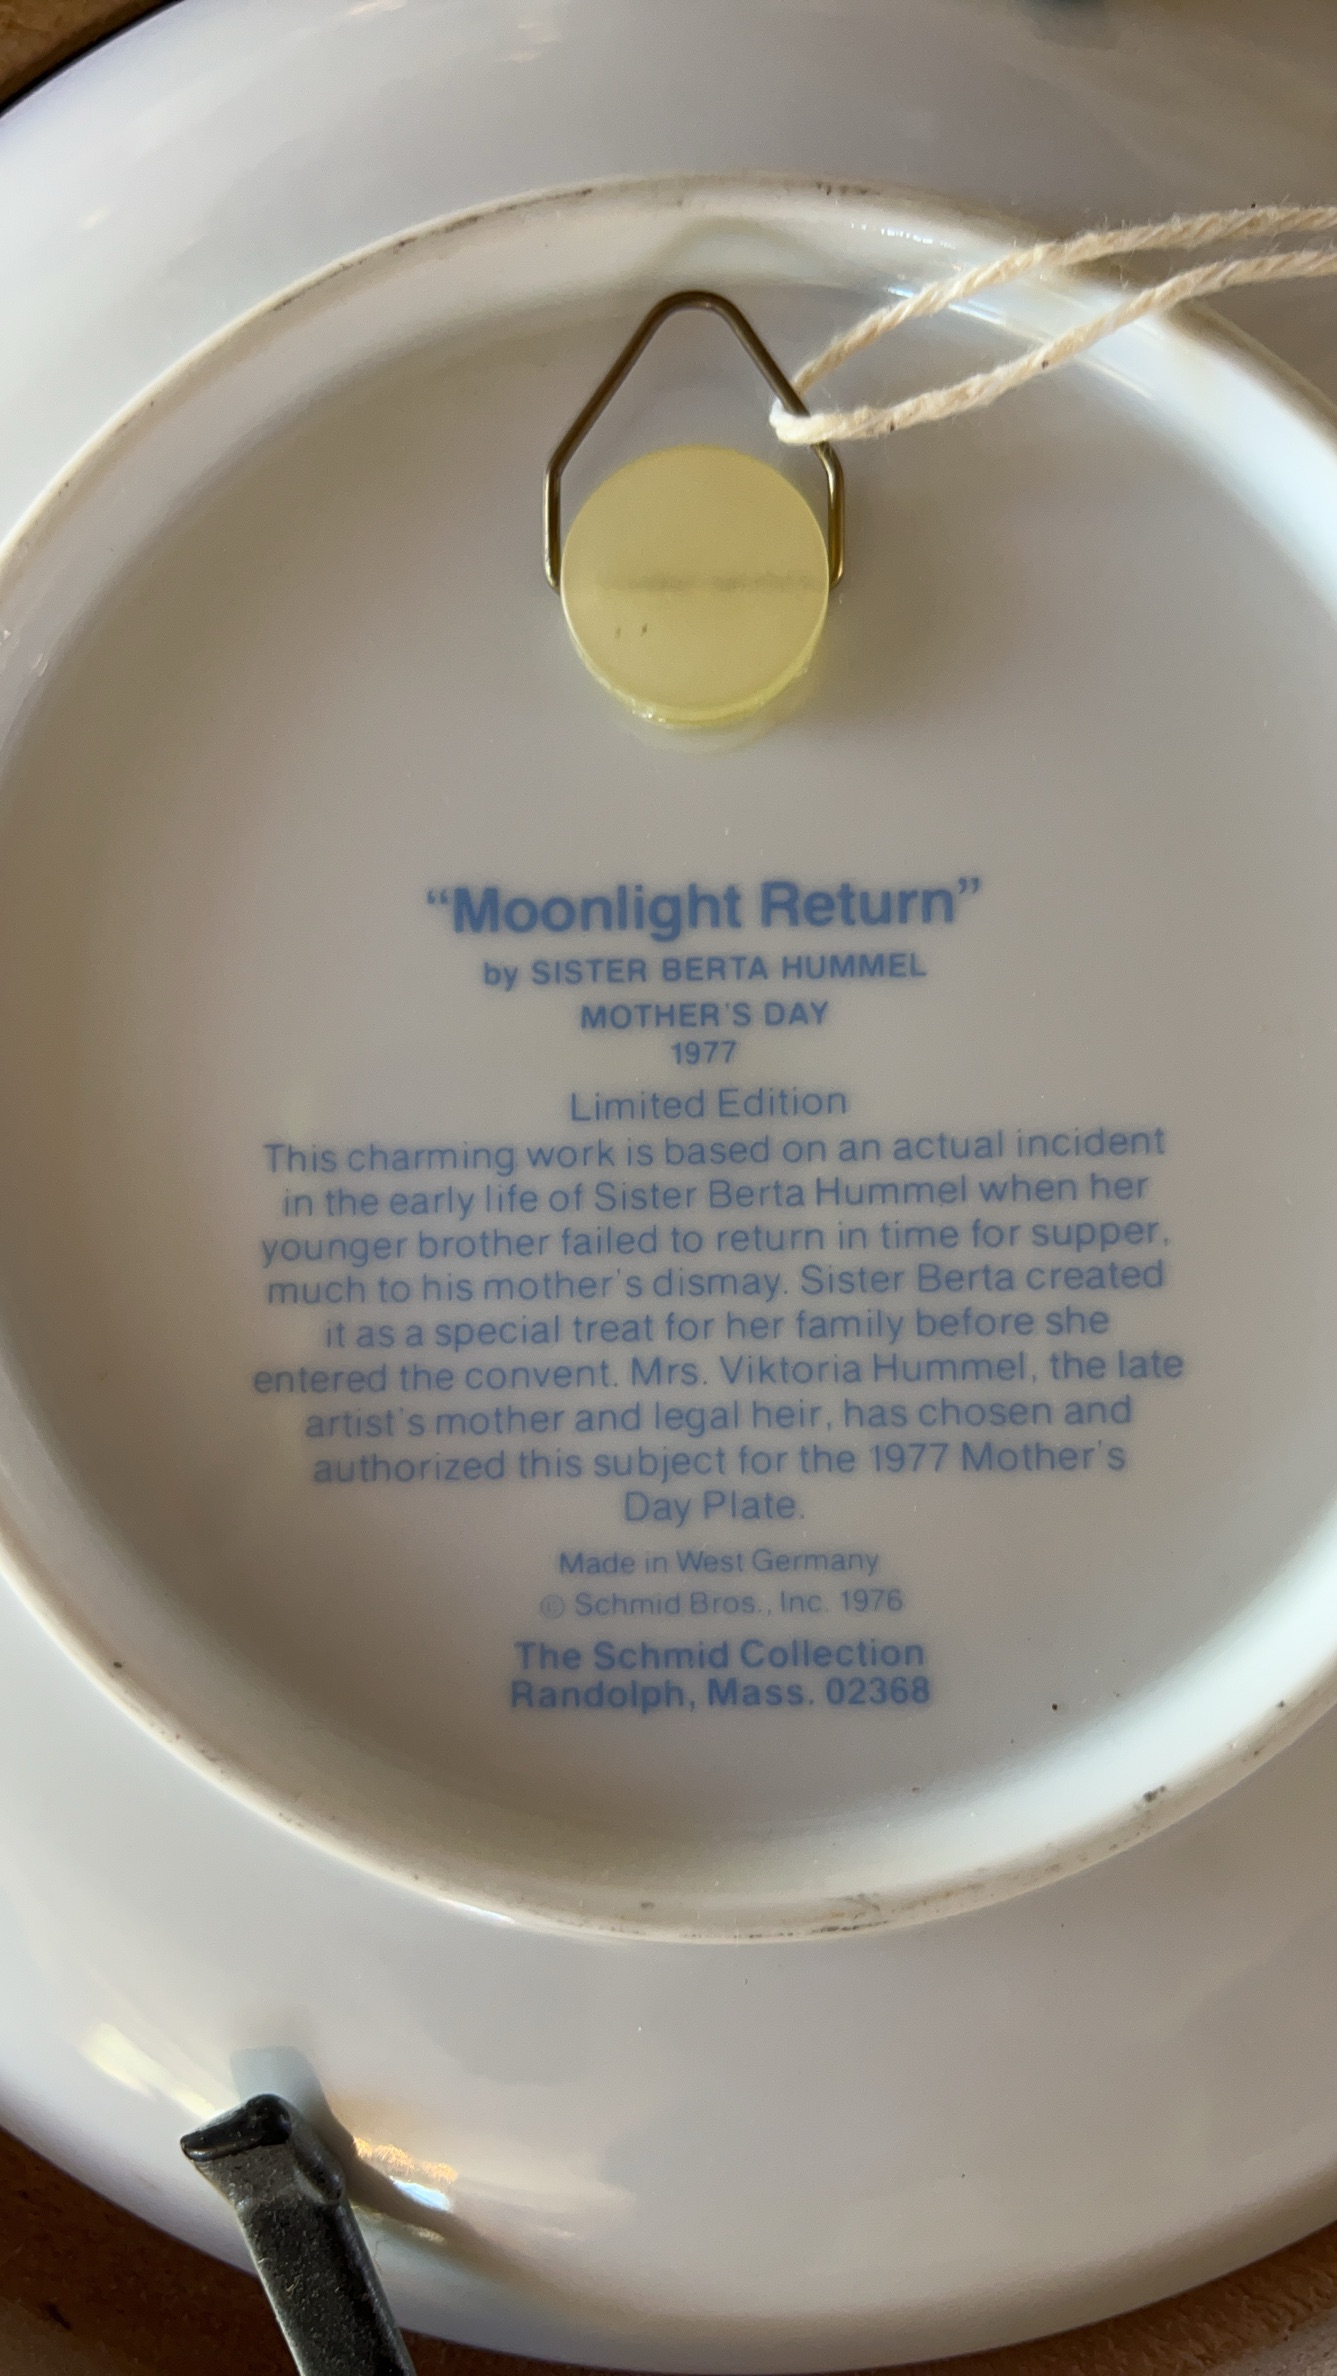 “Moonlight Return”
by SISTER BERTA HUMMEL
MOTHER'S DAY
1977
Limited Edition
This charming work is based on an actual incident
in the early life of Sister Berta Hummel when her
younger brother failed to return in time for supper,
much to his mother's dismay. Sister Berta created
it as a special treat for her family before she
entered the convent. Mrs. Viktoria Hummel, the late
artist's mother and legal heir, has chosen and
authorized this subject for the 1977 Mother's
Day Plate.
Made in West Germany
© Schmid Bros., Inc. 1976
The Schmid Collection
Randolph, Mass. 02368